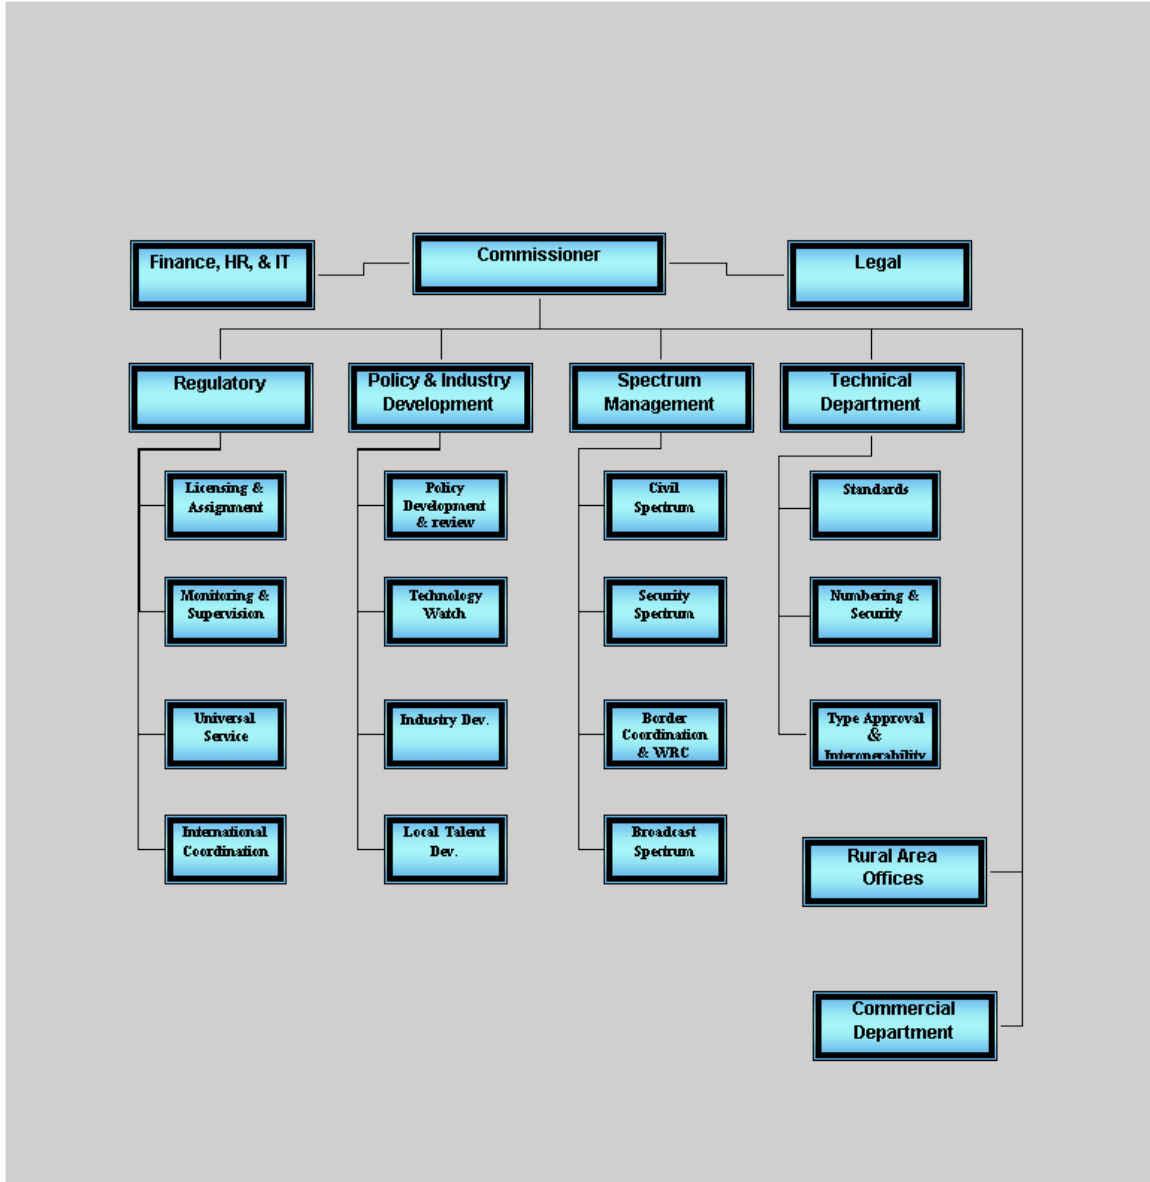 Finance, HR, & IT
Commissioner
Legal
Regulatory
Policy & Industry
Development
Spectrum
Management
Technical
Department
Licensing &
Assignment
Policy
Development
& review
Civil
Spectrum
Standards
Monitoring &
Supervision
Technology
Watch
Security
Spectrum
Numbering &
Security
Universal
Service
Industry Dev.
Border
Coordination
& WRC
Type Approval
&
Interoperability
International
Coordination
Local Talent
Dev.
Broadcast
Spectrum
Rural Area
Offices
Commercial
Department